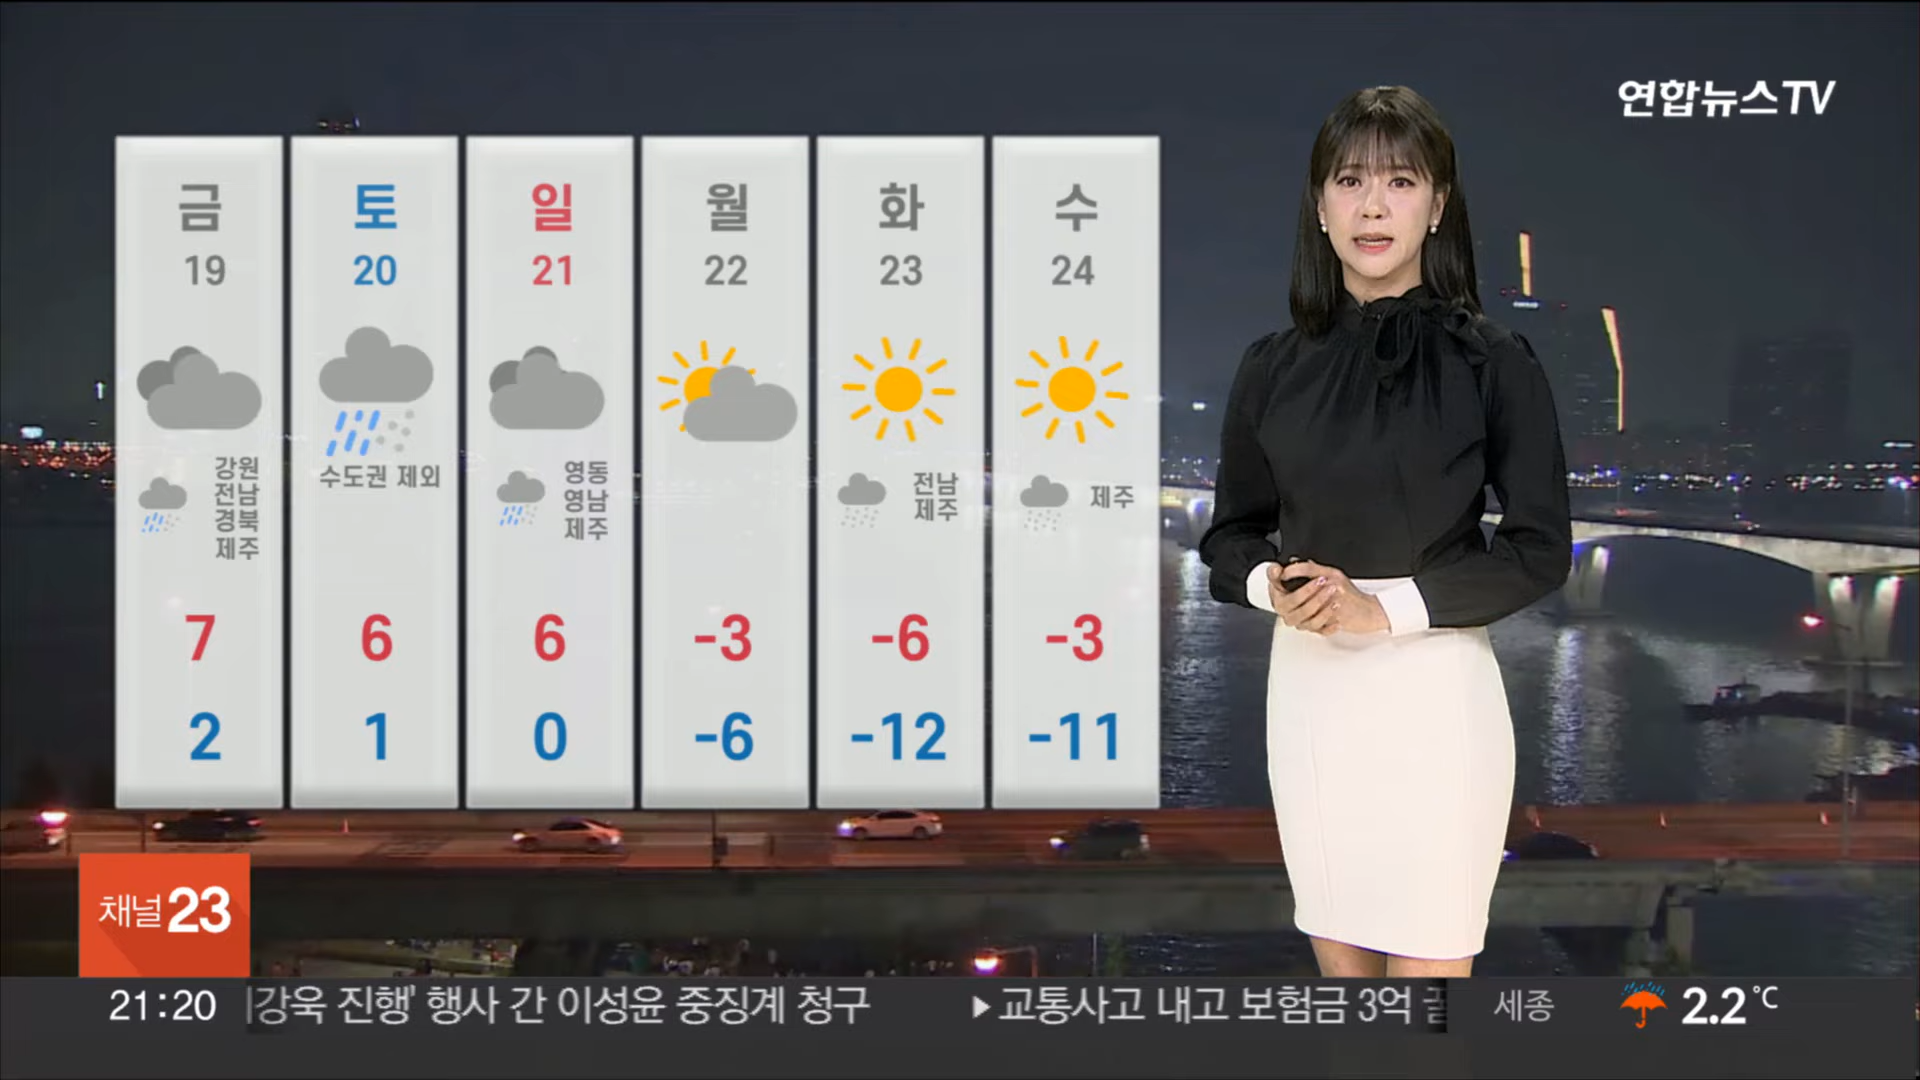 연합뉴스TV
금 토 일 월 화 수
19 20 21 22 23 24
강원
전남
경북
제주
수도권 제외
영동
영남
제주
전남
제주
제주
7 6 6 -3 -6 -3
2 1 0 -6 -12 -11
채널23
21:20 강욱 진행' 행사 간 이성윤 중징계 청구 ▶교통사고 내고 보험금 3억 세종 2.2℃